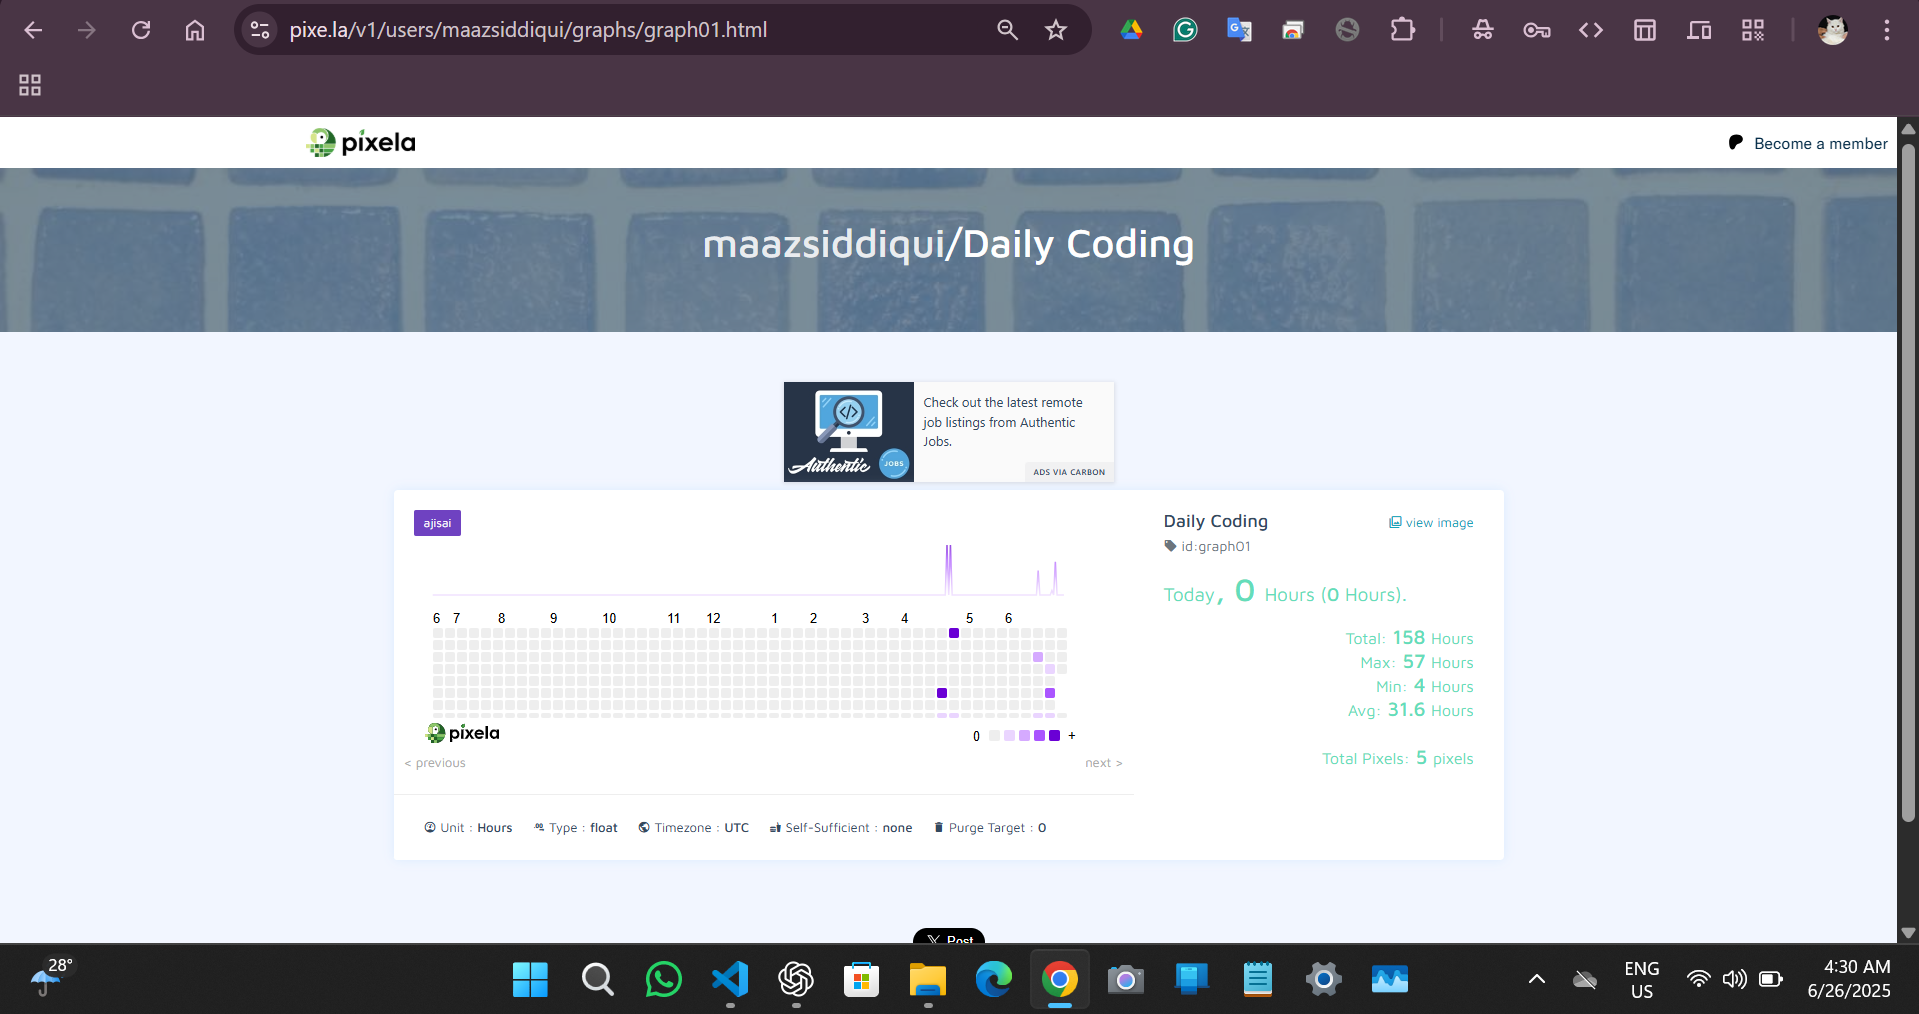 pixe.la/v1/users/maazsiddiqui/graphs/graph01.html
pixela
Become a member
maazsiddiqui/Daily Coding
Authentic
JOBS
Check out the latest remote
job listings from Authentic
Jobs.
ADS VIA CARBON
ajisai
6 7 8 9 10 11 12 1 2 3 4 5 6
pixela
0 +
< previous
next >
Unit : Hours Type : float Timezone : UTC Self-Sufficient : none Purge Target : 0
Daily Coding
view image
id:graph01
Today, 0 Hours (0 Hours).
Total: 158 Hours
Max: 57 Hours
Min: 4 Hours
Avg: 31.6 Hours
Total Pixels: 5 pixels
X Post
28°
ENG
US
4:30 AM
6/26/2025